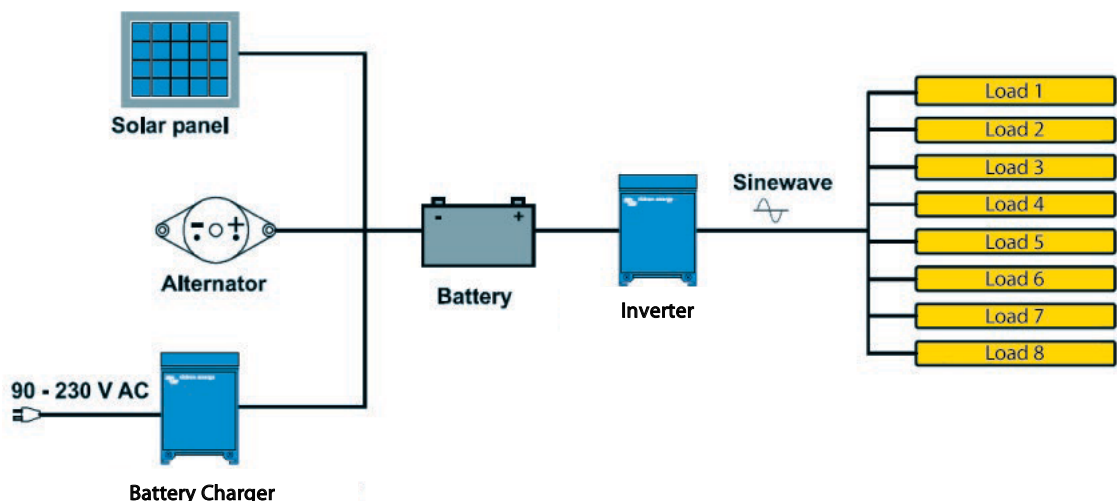 Solar panel
Alternator
90 - 230 V AC
Battery Charger
Battery
Inverter
Sinewave
Load 1
Load 2
Load 3
Load 4
Load 5
Load 6
Load 7
Load 8